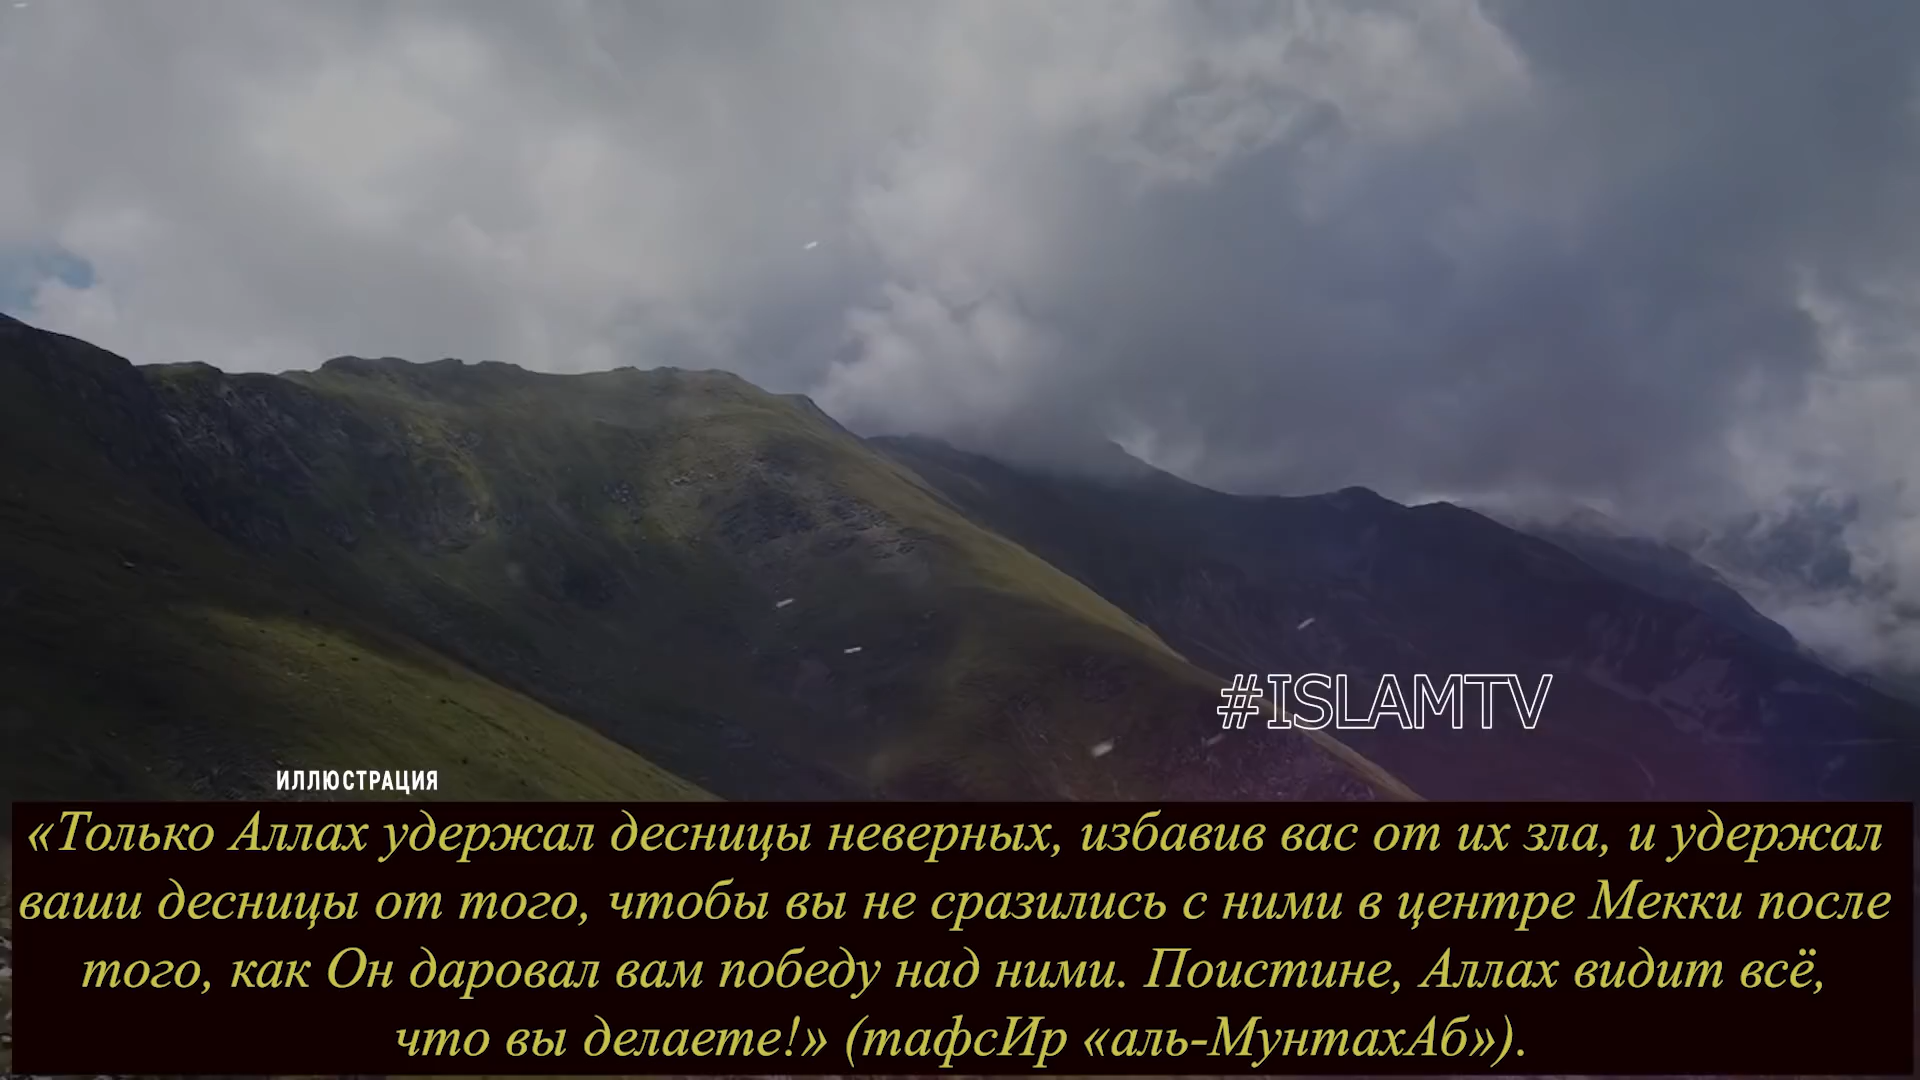 #ISLAMTV
ИЛЛЮСТРАЦИЯ
«Только Аллах удержал десницы неверных, избавив вас от их зла, и удержал
ваши десницы от того, чтобы вы не сразились с ними в центре Мекки после
того, как Он даровал вам победу над ними. Поистине, Аллах видит всё,
что вы делаете!» (тафсИр «аль-МунтахАб»).